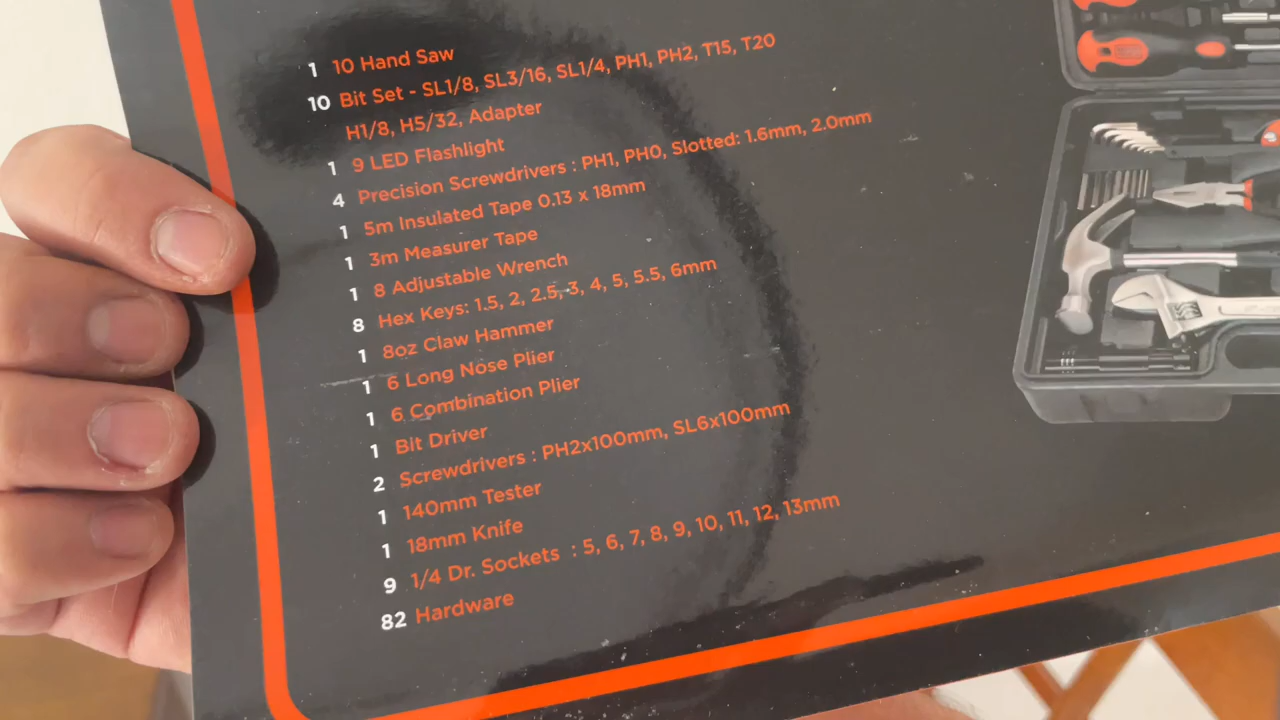 1 10 Hand Saw
10 Bit Set - SL1/8, SL3/16, SL1/4, PH1, PH2, T15, T20
H1/8, H5/32, Adapter
1 9 LED Flashlight
4 Precision Screwdrivers : PH1, PH0, Slotted: 1.6mm, 2.0mm
1 5m Insulated Tape 0.13 x 18mm
1 3m Measurer Tape
1 8 Adjustable Wrench
8 Hex Keys: 1.5, 2, 2.5, 3, 4, 5, 5.5, 6mm
1 8oz Claw Hammer
1 6 Long Nose Plier
1 6 Combination Plier
1 Bit Driver
2 Screwdrivers : PH2x100mm, SL6x100mm
1 140mm Tester
1 18mm Knife
9 1/4 Dr. Sockets : 5, 6, 7, 8, 9, 10, 11, 12, 13mm
82 Hardware